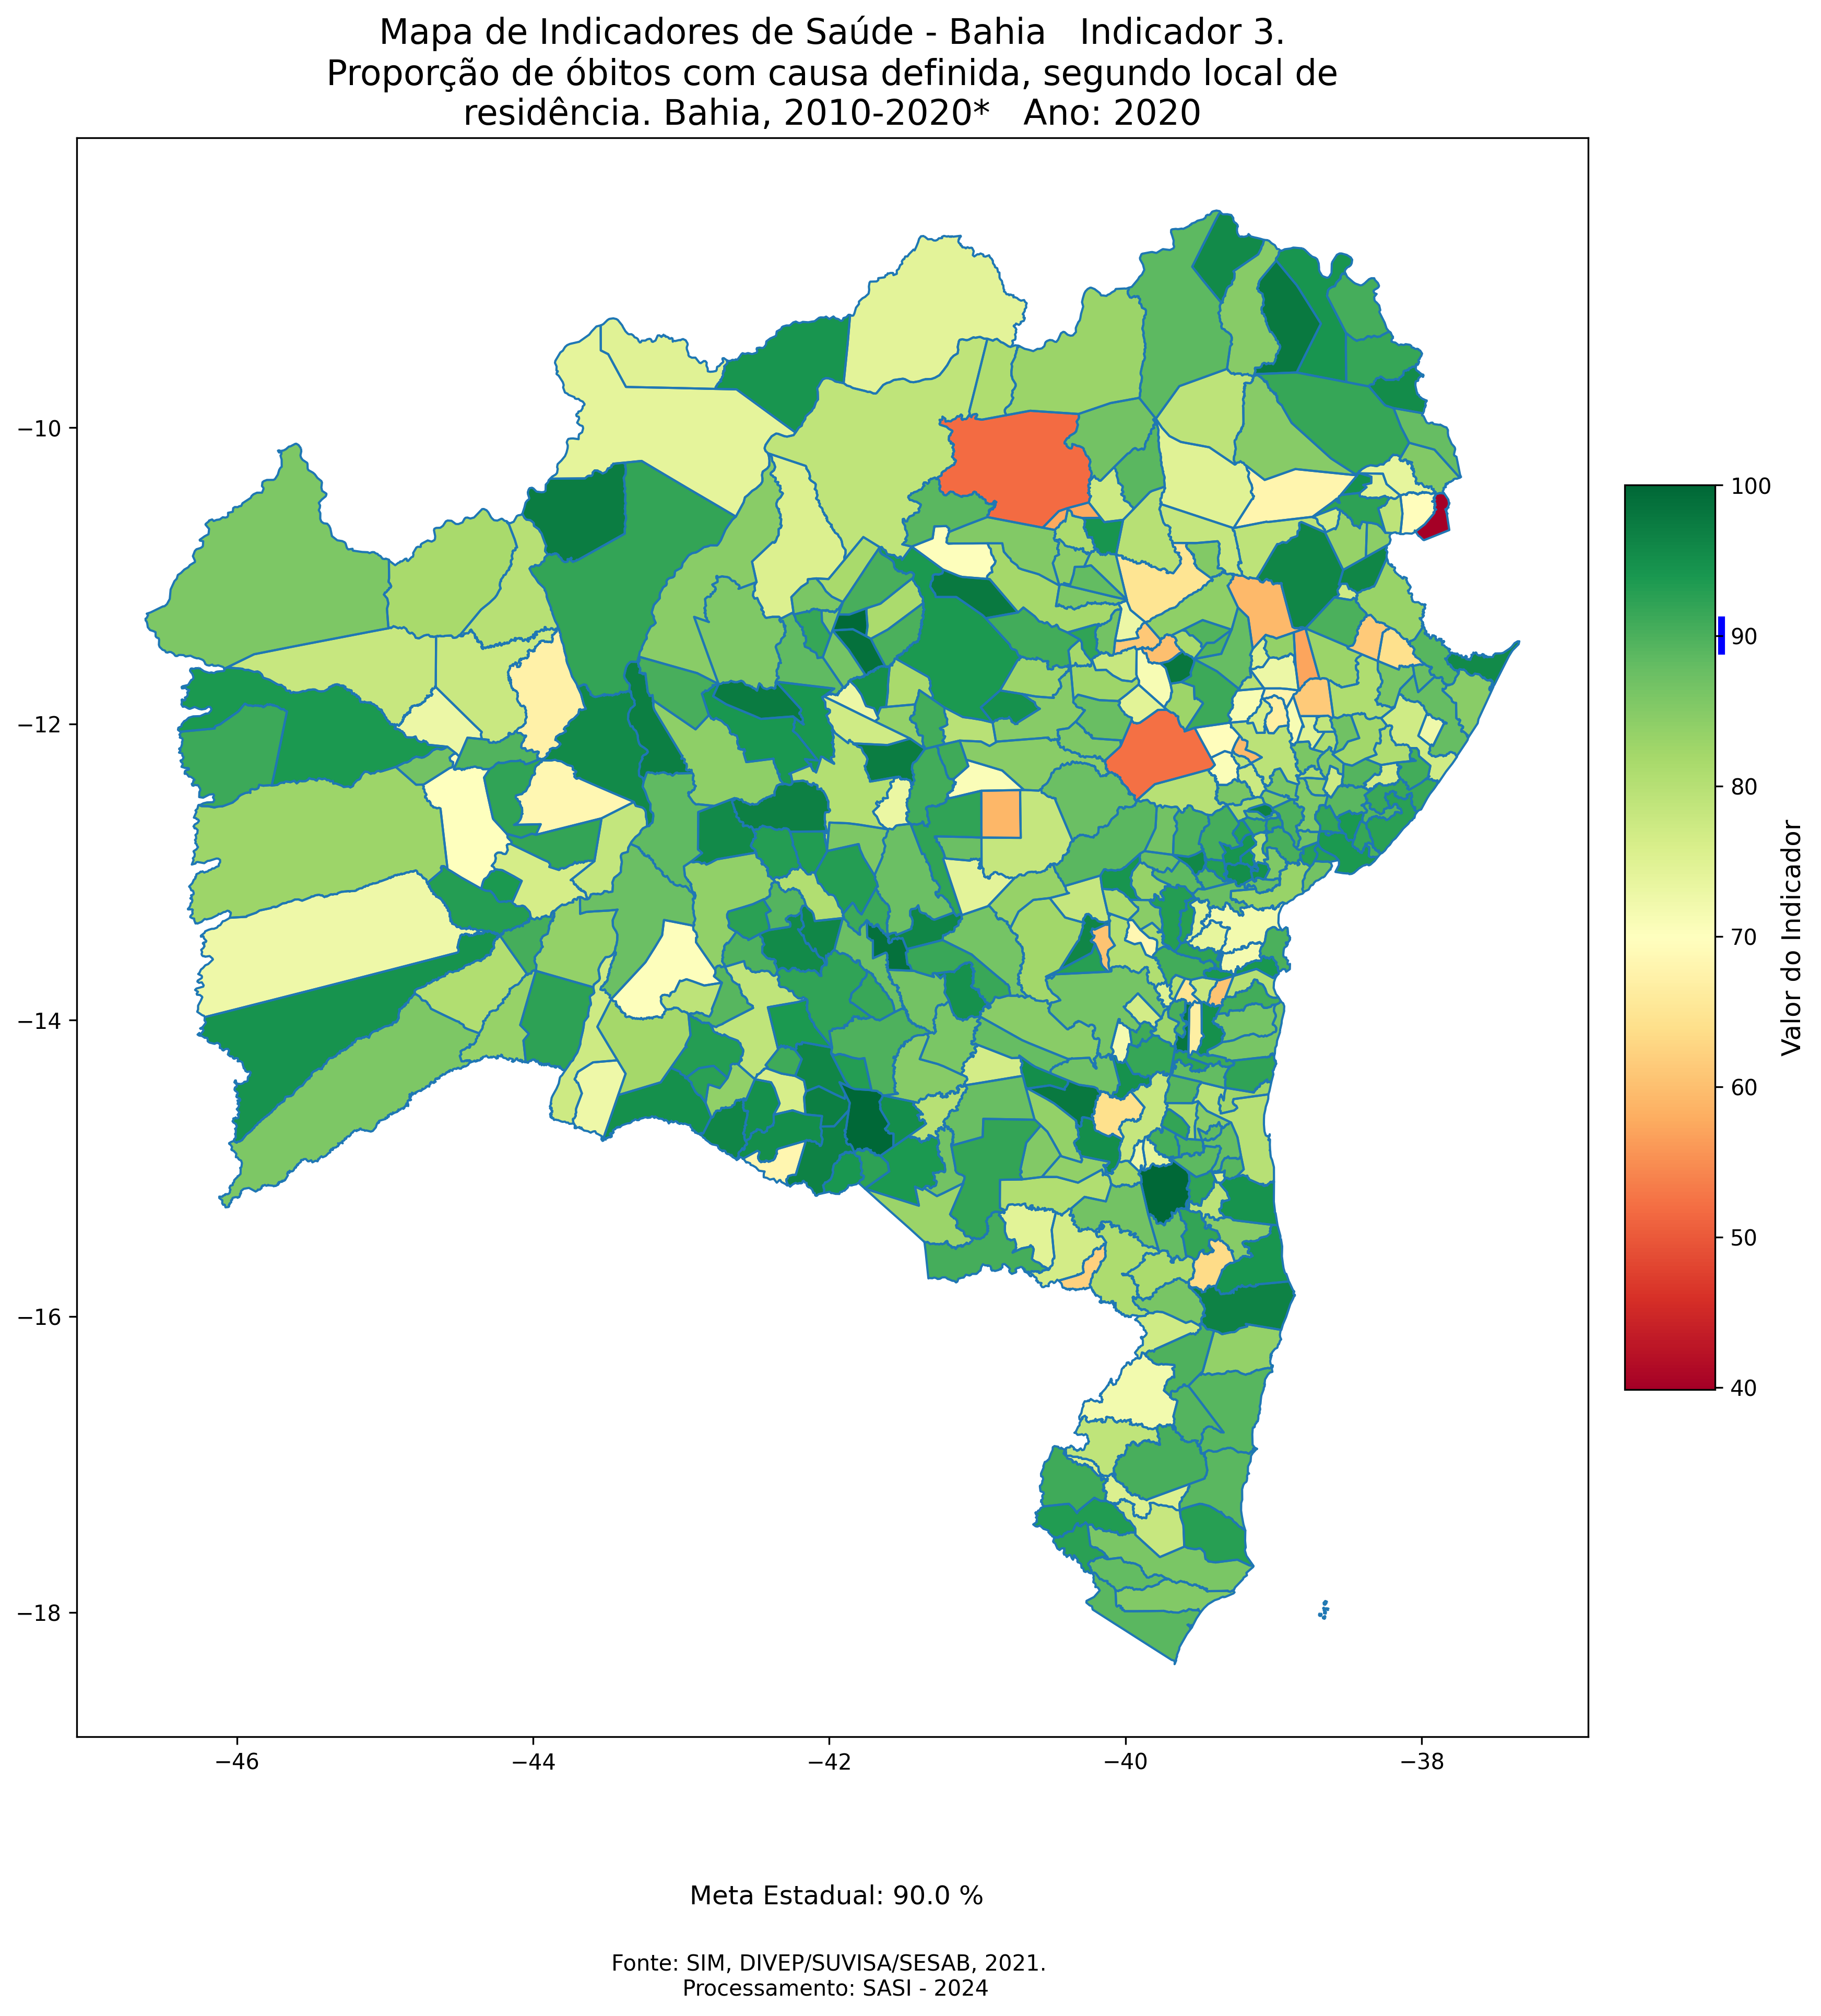 Mapa de Indicadores de Saúde - Bahia   Indicador 3.
Proporção de óbitos com causa definida, segundo local de
residência. Bahia, 2010-2020*   Ano: 2020
−10
−12
−14
−16
−18
−46
−44
−42
−40
−38
100
90
80
70
60
50
40
Valor do Indicador
Meta Estadual: 90.0 %
Fonte: SIM, DIVEP/SUVISA/SESAB, 2021.
Processamento: SASI - 2024